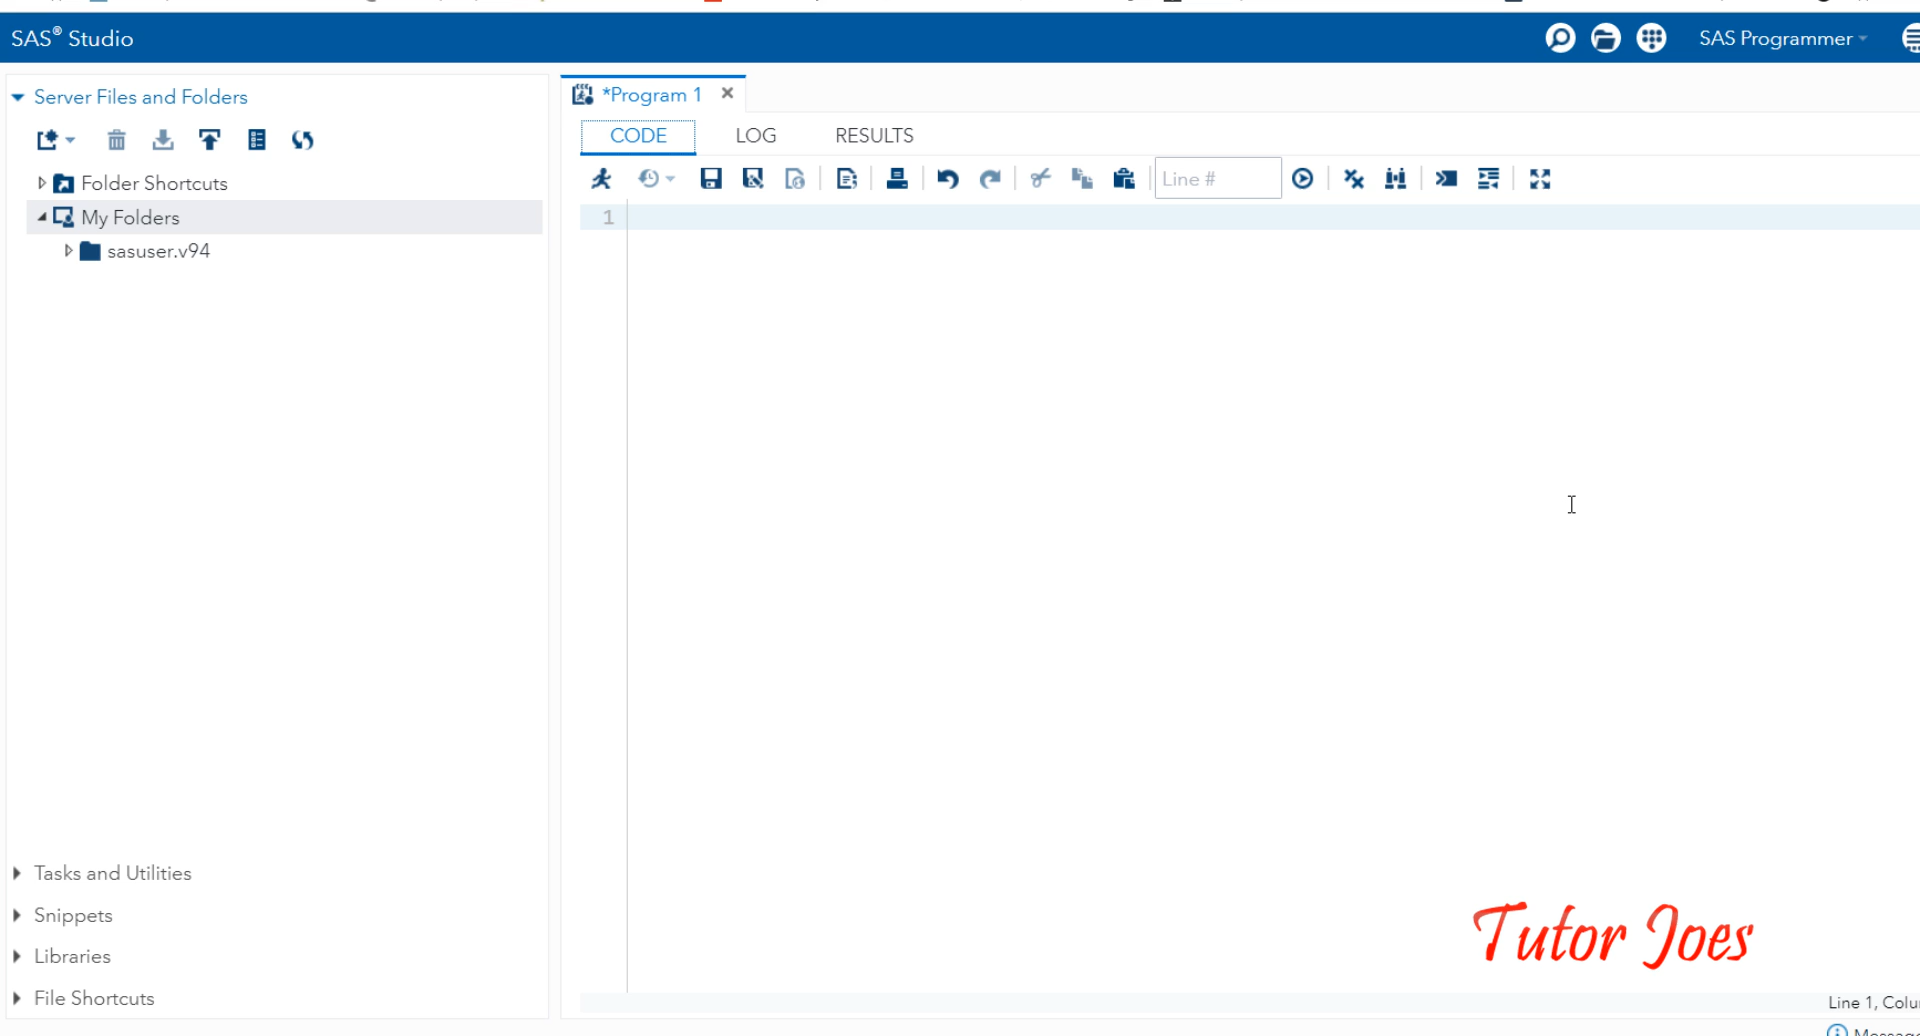 SAS® Studio
SAS Programmer
Server Files and Folders
Folder Shortcuts
My Folders
sasuser.v94
Tasks and Utilities
Snippets
Libraries
File Shortcuts
*Program 1
CODE LOG RESULTS
Line #
1
Tutor Joes
Line 1,